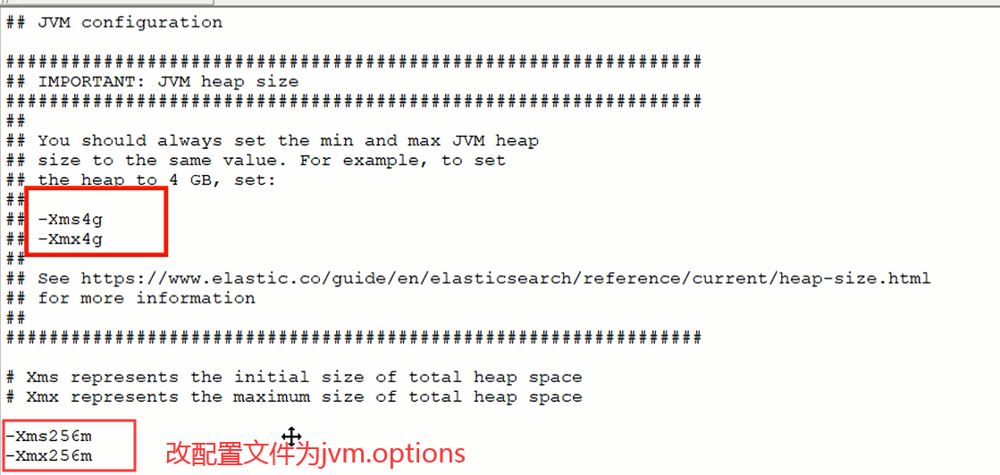 ## JVM configuration
################################################################
## IMPORTANT: JVM heap size
################################################################
##
## You should always set the min and max JVM heap
## size to the same value. For example, to set
## the heap to 4 GB, set:
##
## -Xms4g
## -Xmx4g
##
## See https://www.elastic.co/guide/en/elasticsearch/reference/current/heap-size.html
## for more information
##
################################################################
# Xms represents the initial size of total heap space
# Xmx represents the maximum size of total heap space
-Xms256m
-Xmx256m
改配置文件为jvm.options